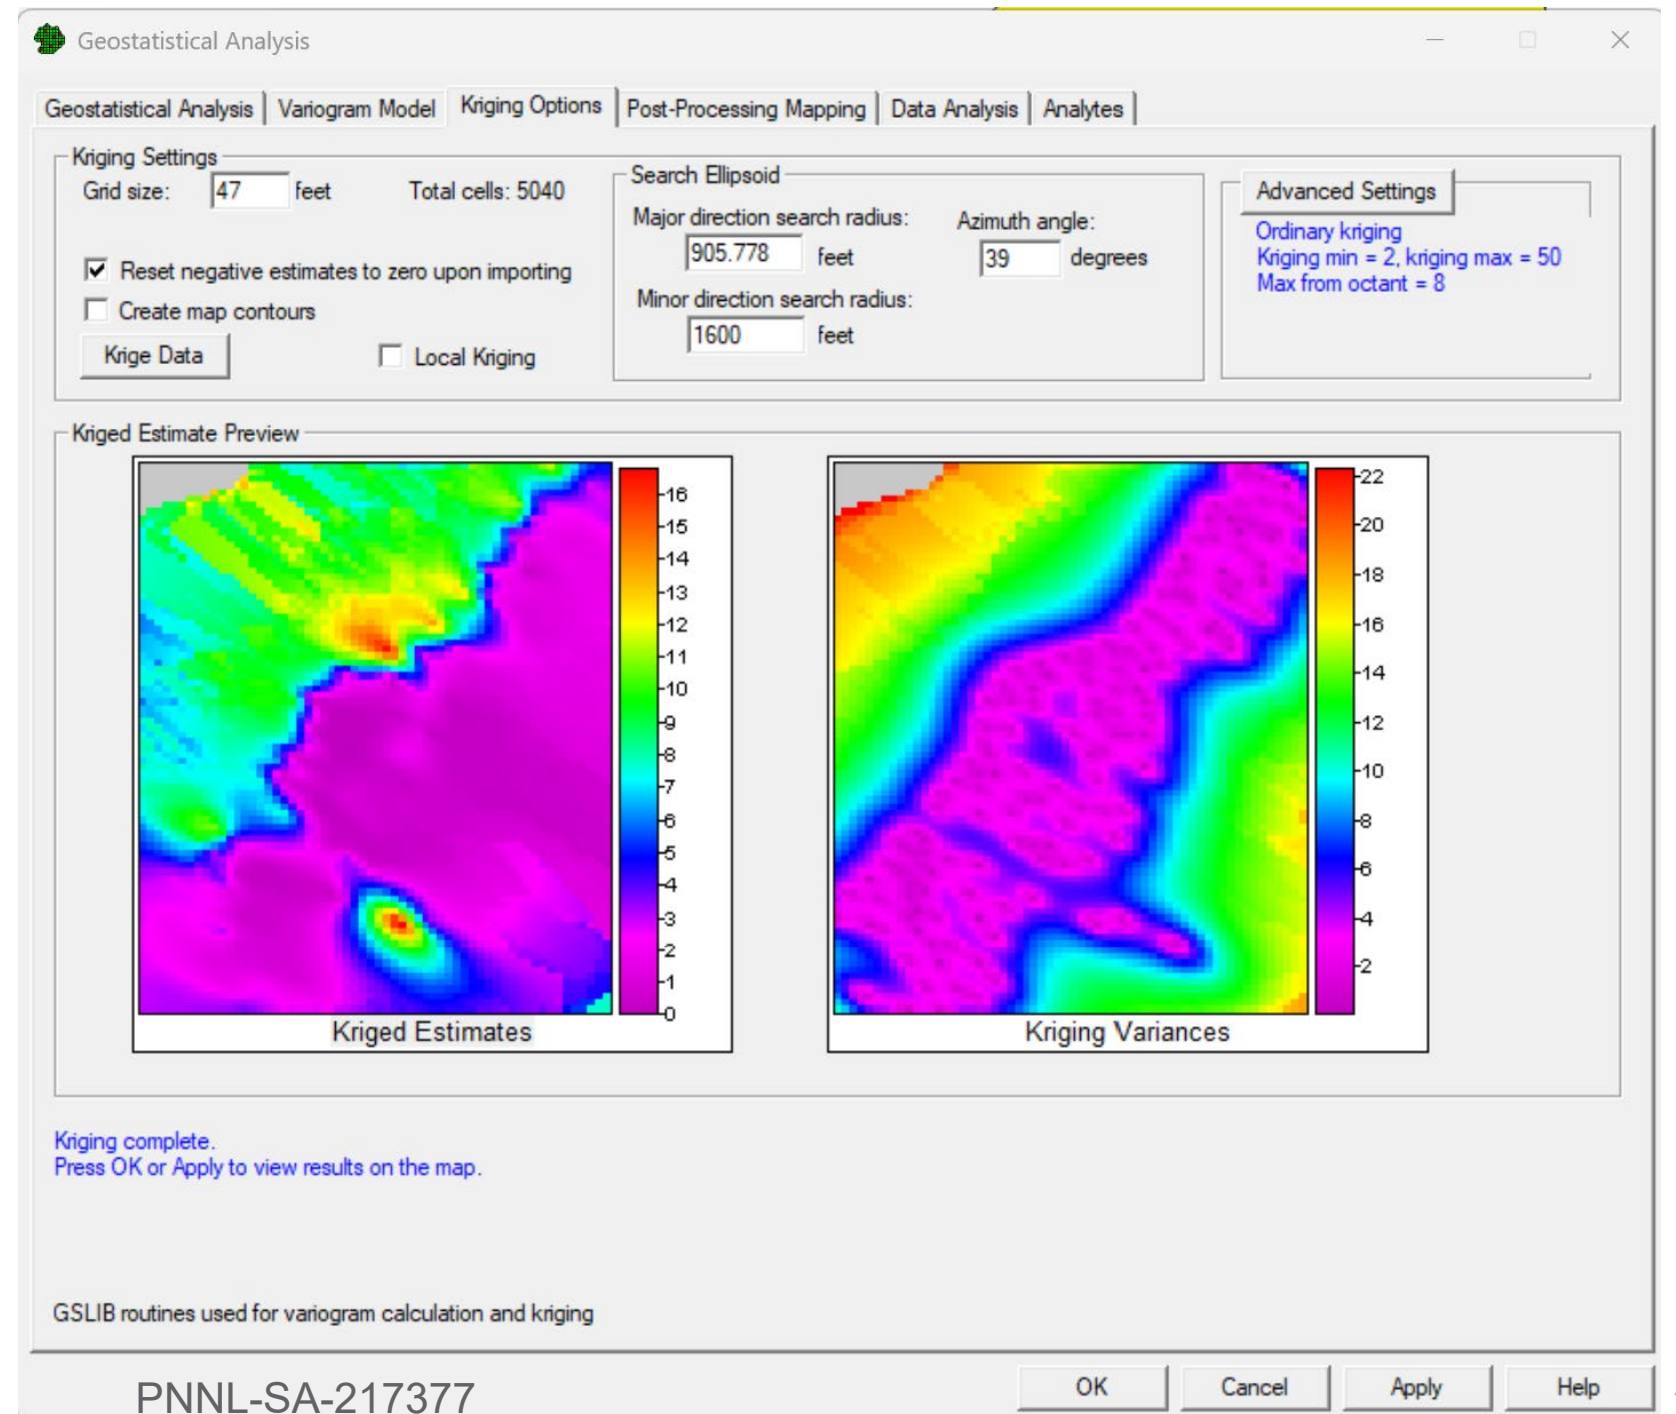 Geostatistical Analysis
Geostatistical Analysis Variogram Model Kriging Options Post-Processing Mapping Data Analysis Analytes
Kriging Settings
Grid size: 47 feet Total cells: 5040
Reset negative estimates to zero upon importing
Create map contours
Krige Data Local Kriging
Search Ellipsoid
Major direction search radius: Azimuth angle:
905.778 feet 39 degrees
Minor direction search radius:
1600 feet
Advanced Settings
Ordinary kriging
Kriging min = 2, kriging max = 50
Max from octant = 8
Kriged Estimate Preview
16
15
14
13
12
11
10
9
8
7
6
5
4
3
2
1
0
Kriged Estimates
22
20
18
16
14
12
10
8
6
4
2
Kriging Variances
Kriging complete.
Press OK or Apply to view results on the map.
GSLIB routines used for variogram calculation and kriging
PNNL-SA-217377
OK Cancel Apply Help